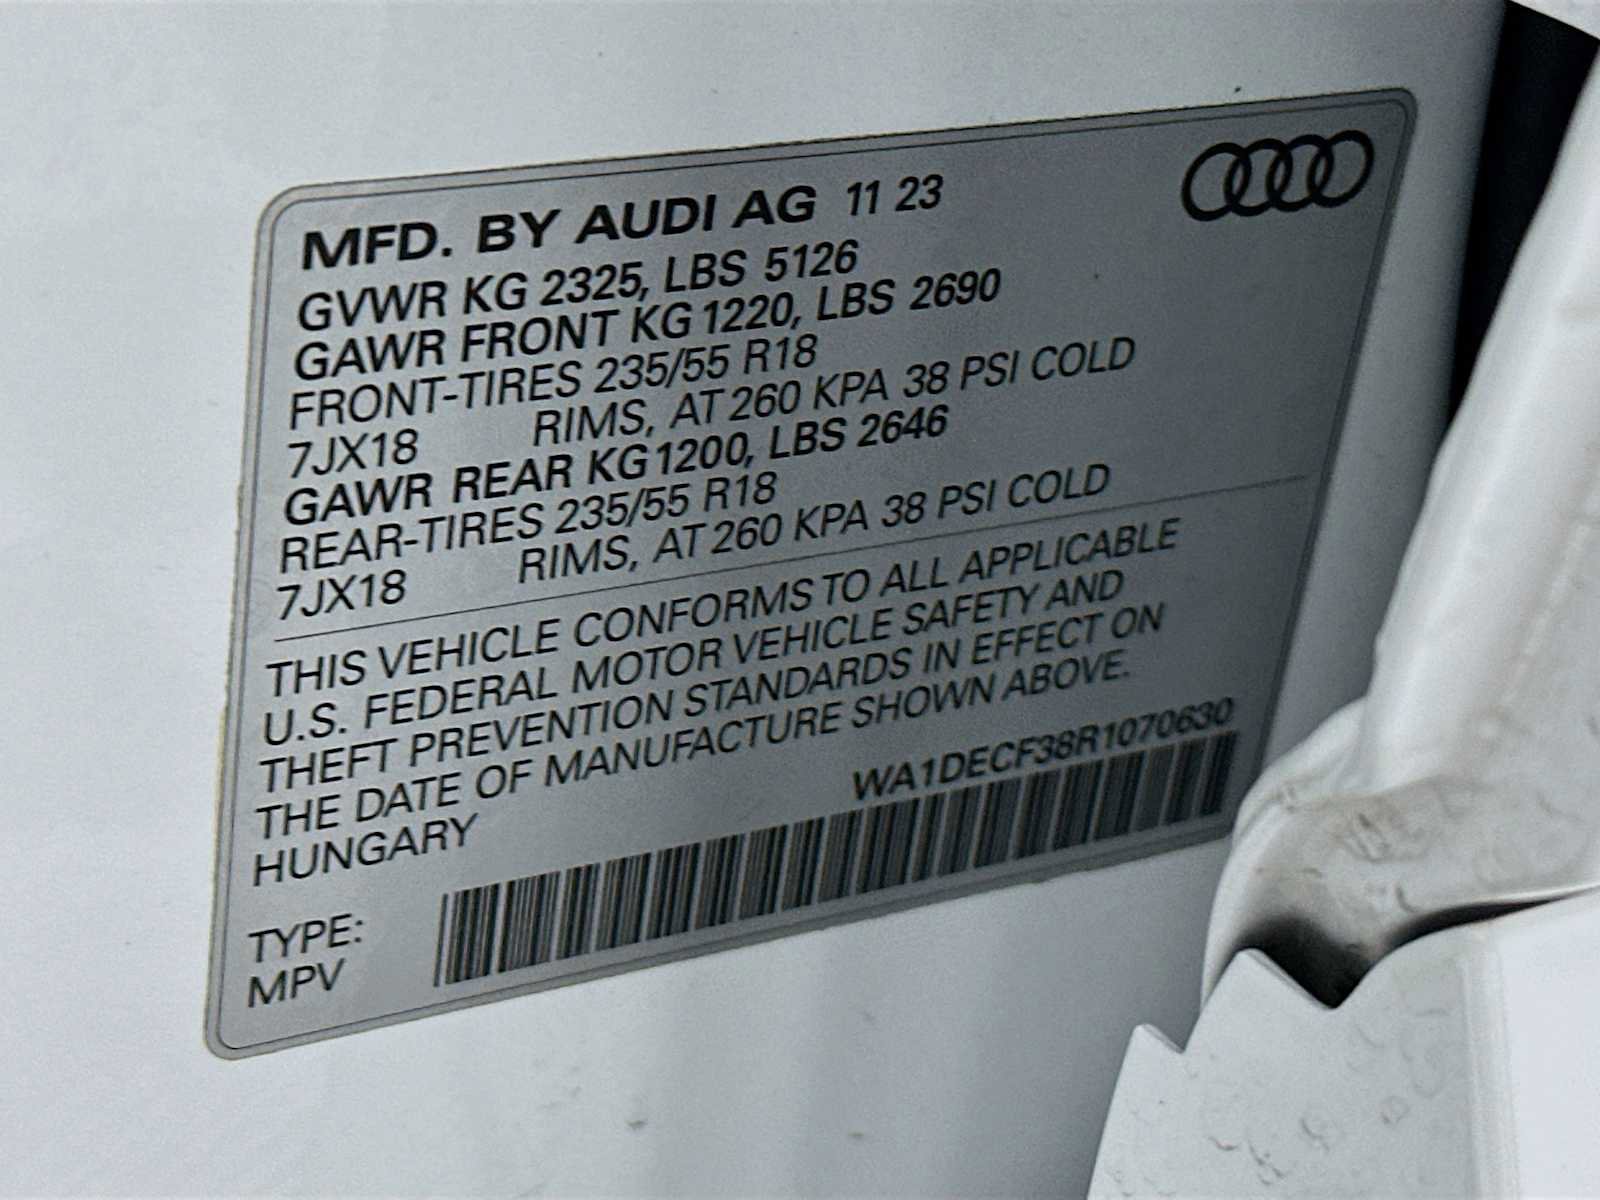 MFD. BY AUDI AG 11 23
GVWR KG 2325, LBS 5126
GAWR FRONT KG 1220, LBS 2690
FRONT-TIRES 235/55 R18
7JX18 RIMS, AT 260 KPA 38 PSI COLD
GAWR REAR KG 1200, LBS 2646
REAR-TIRES 235/55 R18
7JX18 RIMS, AT 260 KPA 38 PSI COLD
THIS VEHICLE CONFORMS TO ALL APPLICABLE
U.S. FEDERAL MOTOR VEHICLE SAFETY AND
THEFT PREVENTION STANDARDS IN EFFECT ON
THE DATE OF MANUFACTURE SHOWN ABOVE.
HUNGARY WA1DECF38R1070630
TYPE:
MPV